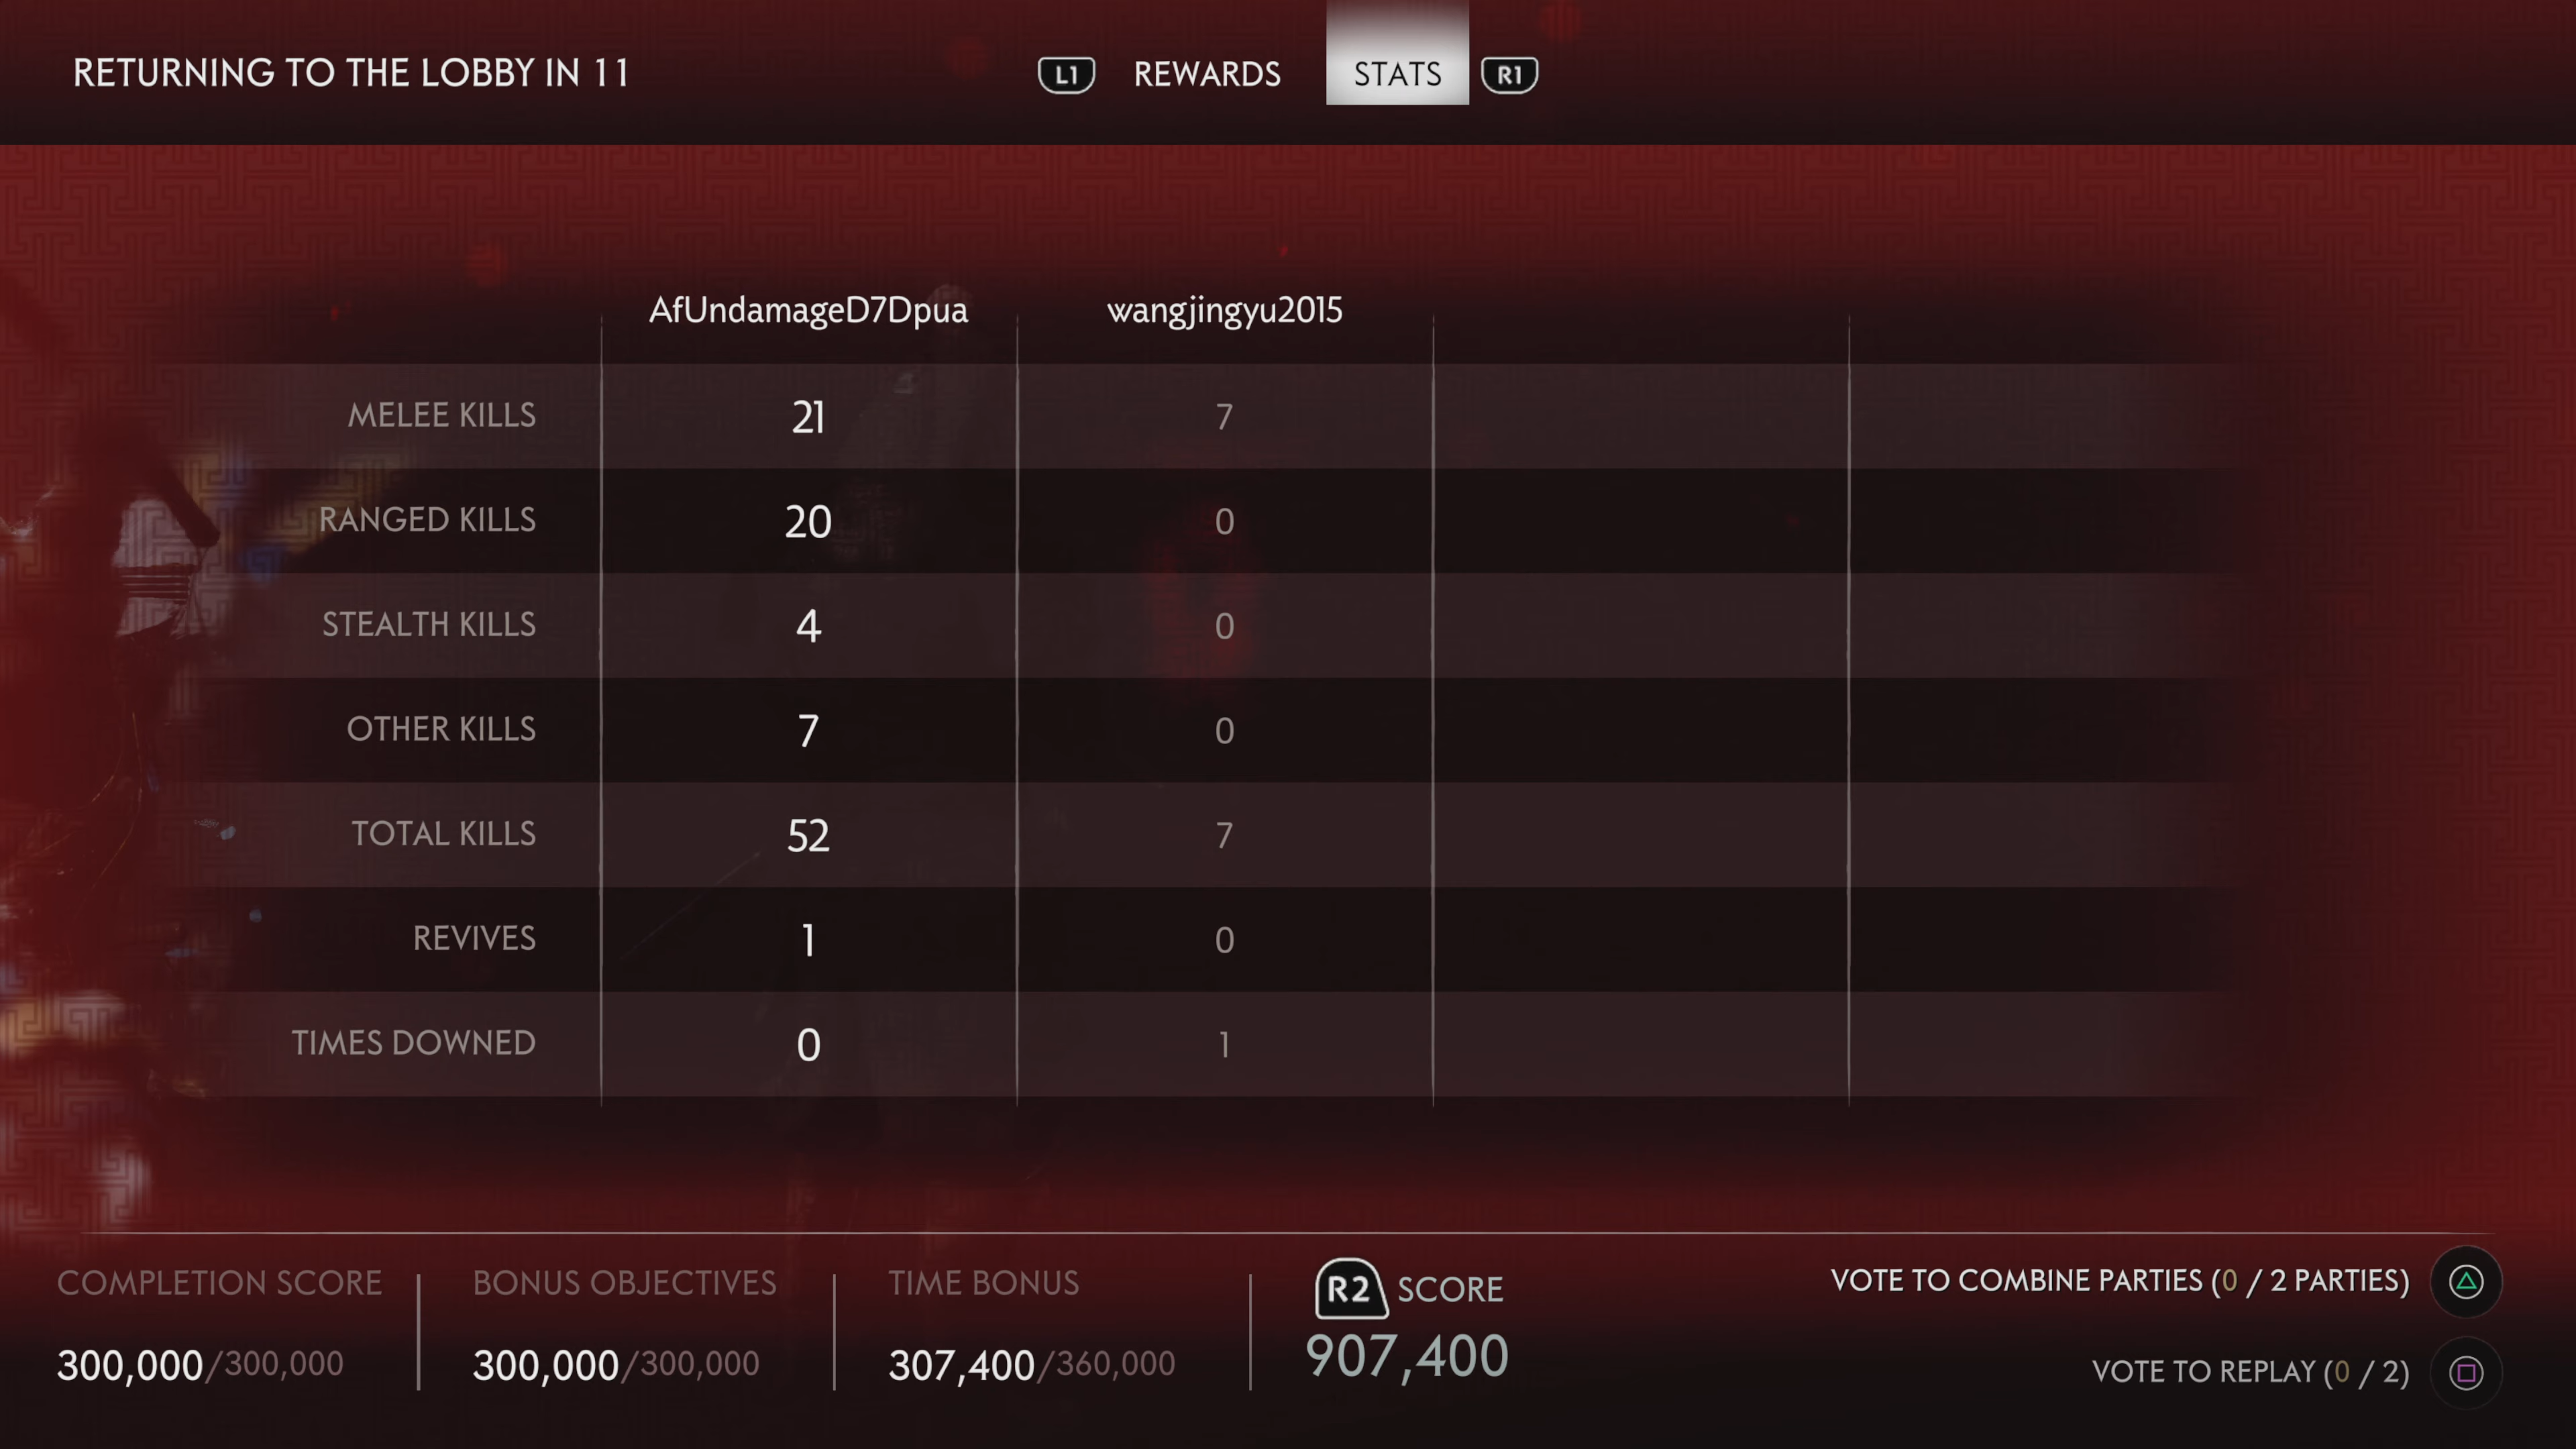 RETURNING TO THE LOBBY IN 11
L1 REWARDS STATS R1
AfUndamageD7Dpua wangjingyu2015
MELEE KILLS 21 7
RANGED KILLS 20 0
STEALTH KILLS 4 0
OTHER KILLS 7 0
TOTAL KILLS 52 7
REVIVES 1 0
TIMES DOWNED 0 1
COMPLETION SCORE BONUS OBJECTIVES TIME BONUS R2 SCORE VOTE TO COMBINE PARTIES (0 / 2 PARTIES)
300,000/300,000 300,000/300,000 307,400/360,000 907,400 VOTE TO REPLAY (0 / 2)